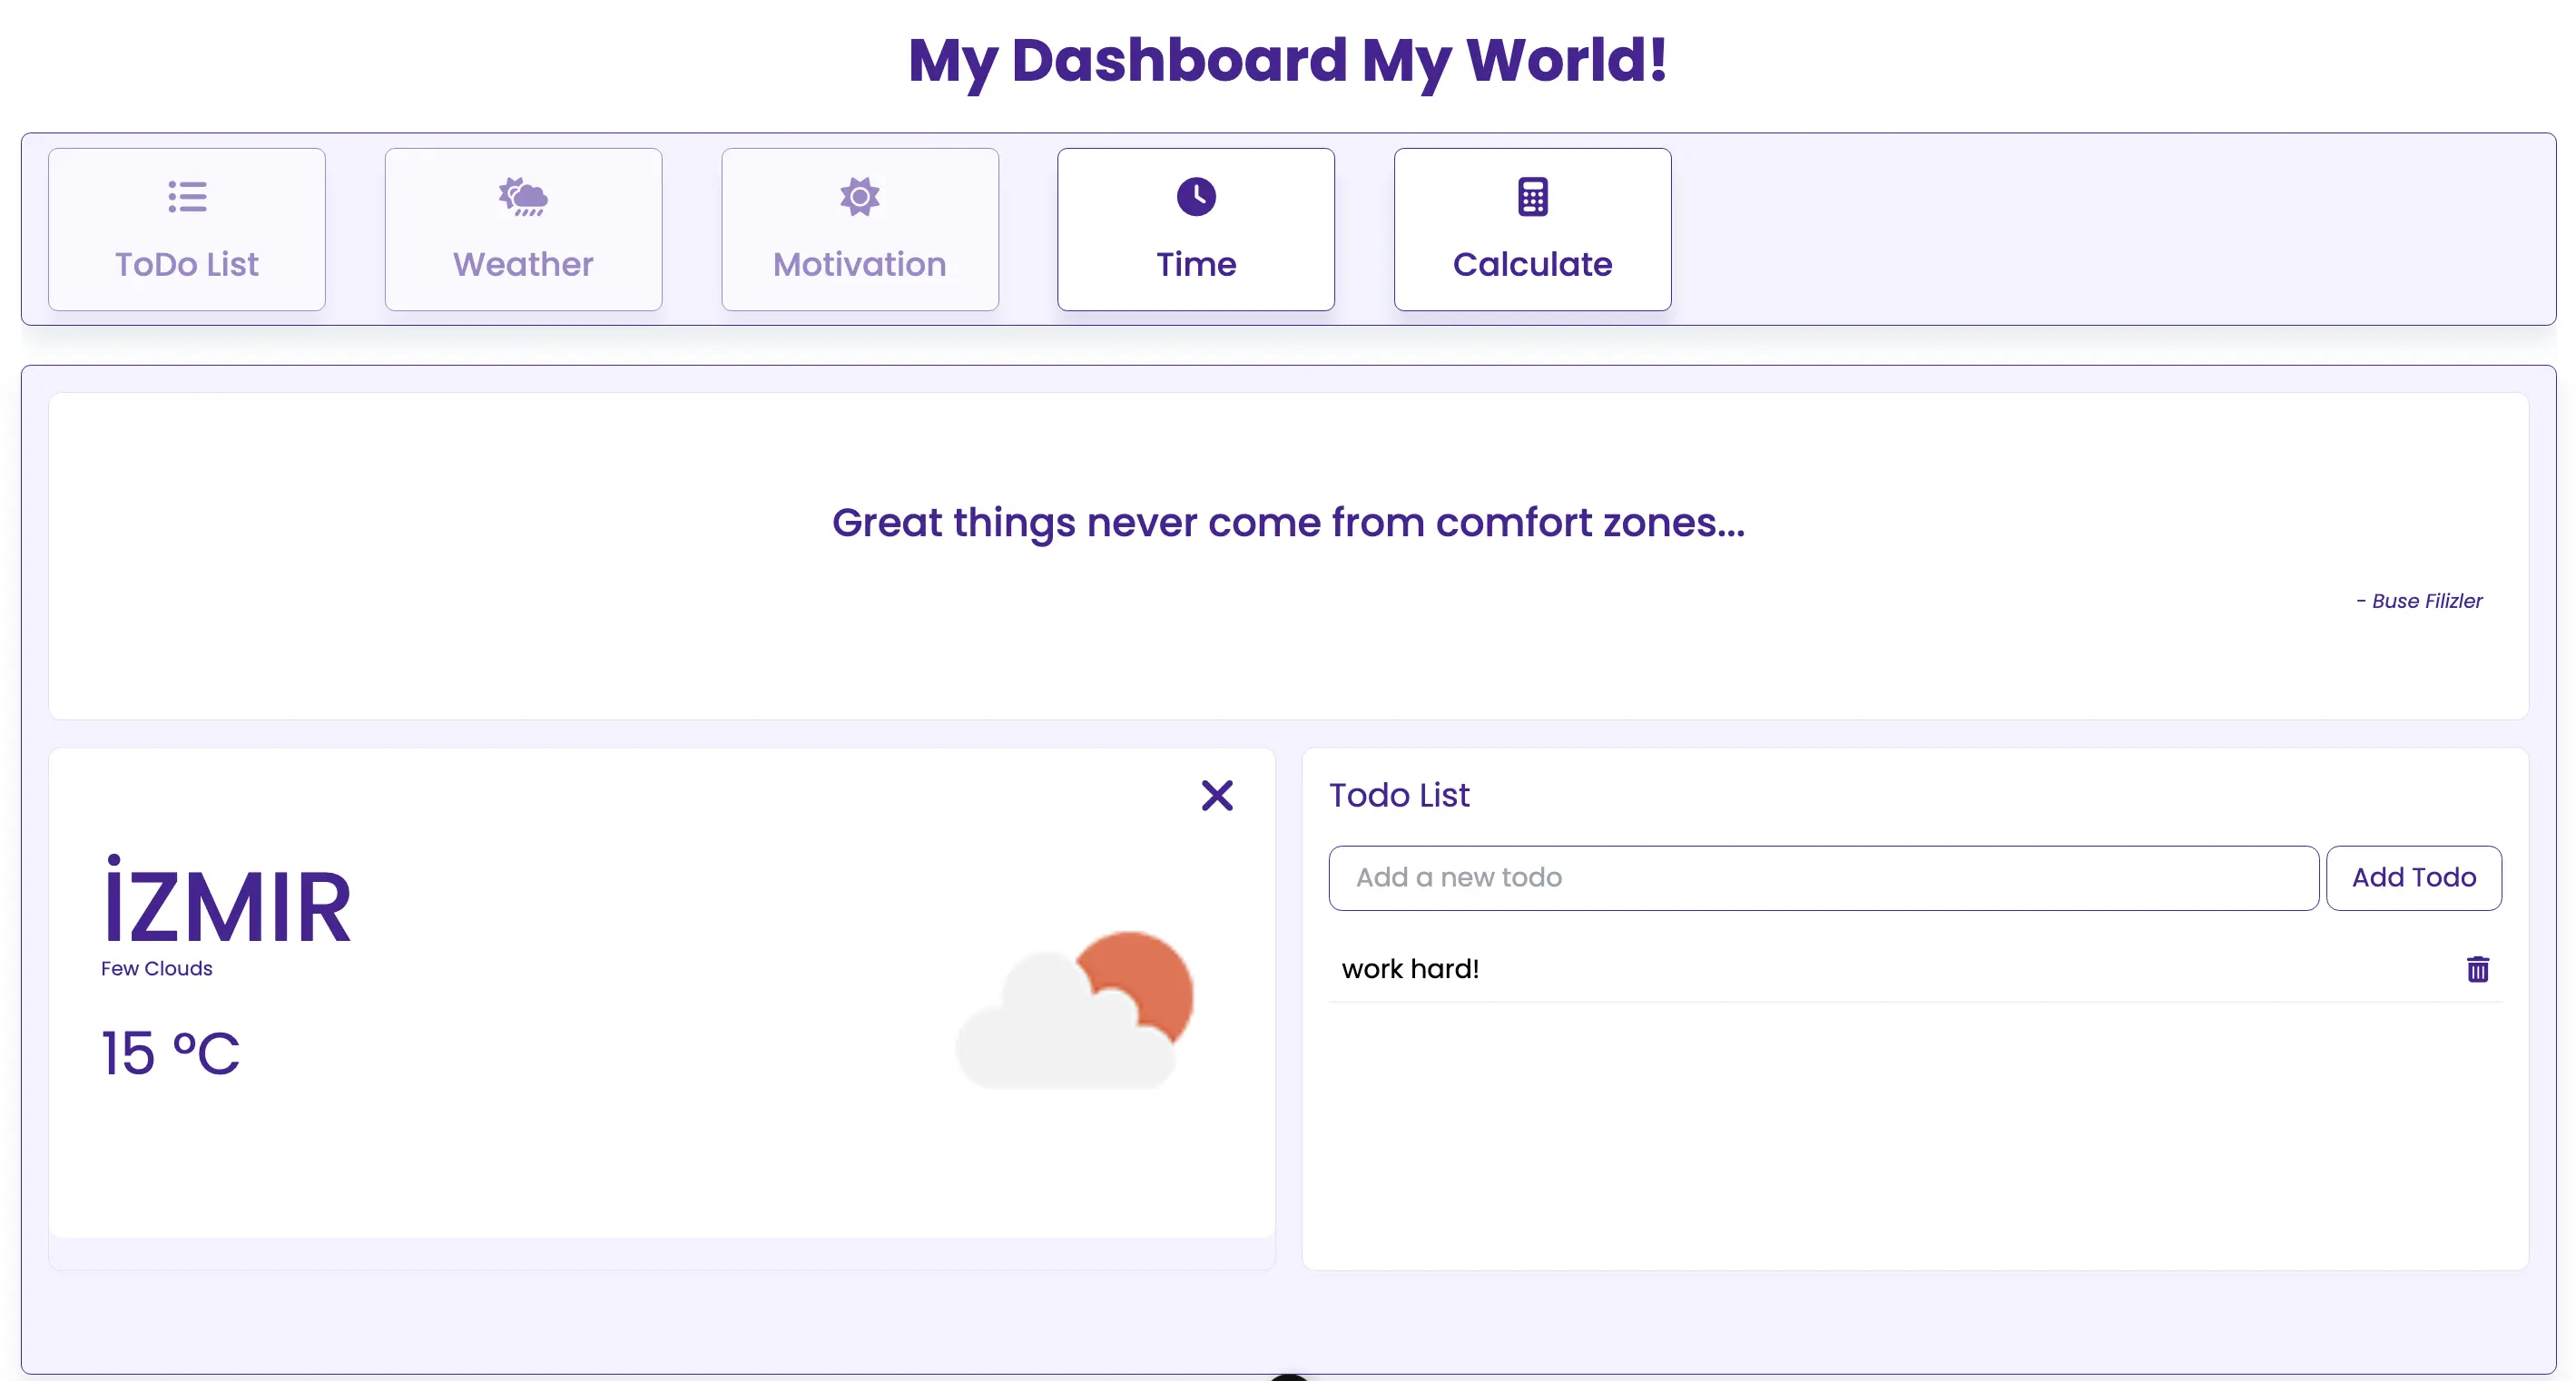 My Dashboard My World!
ToDo List
Weather
Motivation
Time
Calculate
Great things never come from comfort zones...
- Buse Filizler
İZMIR
Few Clouds
15 °C
Todo List
Add a new todo
Add Todo
work hard!